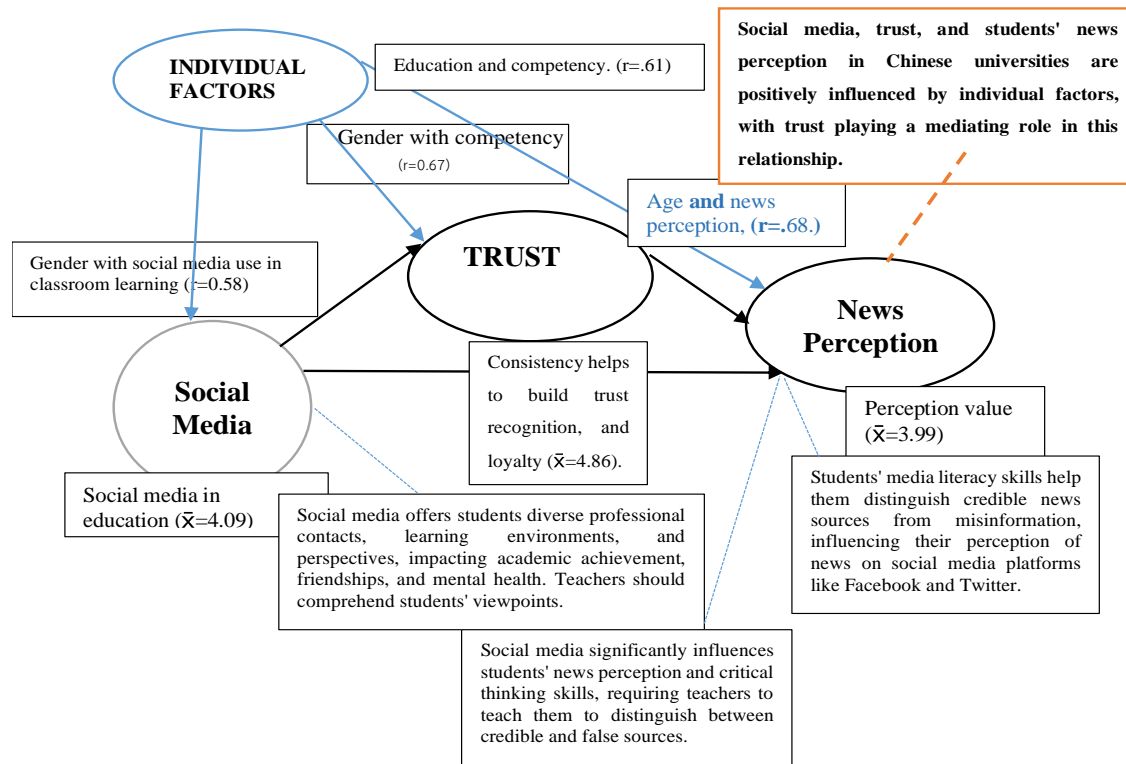 INDIVIDUAL
FACTORS
Education and competency. (r=.61)
Social media, trust, and students' news
perception in Chinese universities are
positively influenced by individual factors,
with trust playing a mediating role in this
relationship.
Gender with competency
(r=0.67)
Age and news
perception, (r=.68.)
TRUST
Gender with social media use in
classroom learning (r=0.58)
News
Perception
Social
Media
Consistency helps
to build trust
recognition, and
loyalty (x̄=4.86).
Perception value
(x̄=3.99)
Social media in
education (x̄=4.09)
Students' media literacy skills help
them distinguish credible news
sources from misinformation,
influencing their perception of
news on social media platforms
like Facebook and Twitter.
Social media offers students diverse professional
contacts, learning environments, and
perspectives, impacting academic achievement,
friendships, and mental health. Teachers should
comprehend students' viewpoints.
Social media significantly influences
students' news perception and critical
thinking skills, requiring teachers to
teach them to distinguish between
credible and false sources.